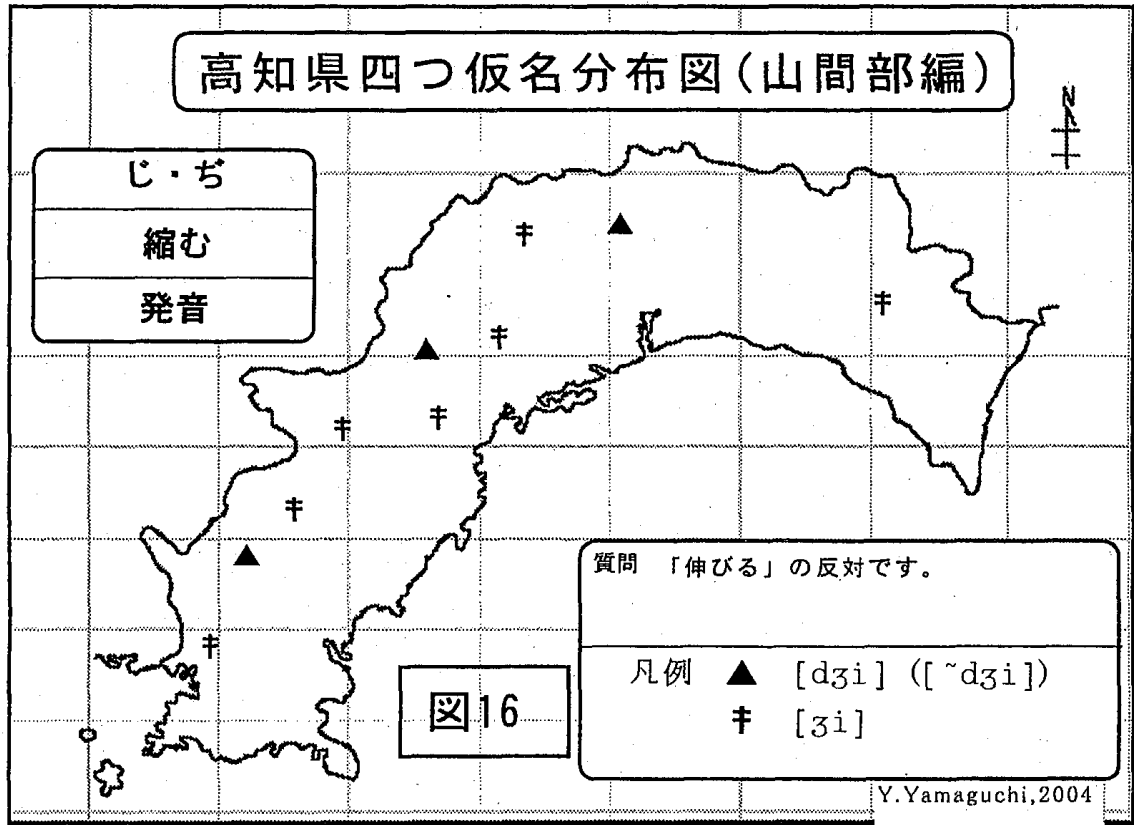 高知県四つ仮名分布図(山間部編)
N
じ・ぢ
縮む
発音
質問 「伸びる」の反対です。
凡例 ▲ [dʒi] ([~dʒi])
[ʒi]
図16
Y.Yamaguchi,2004